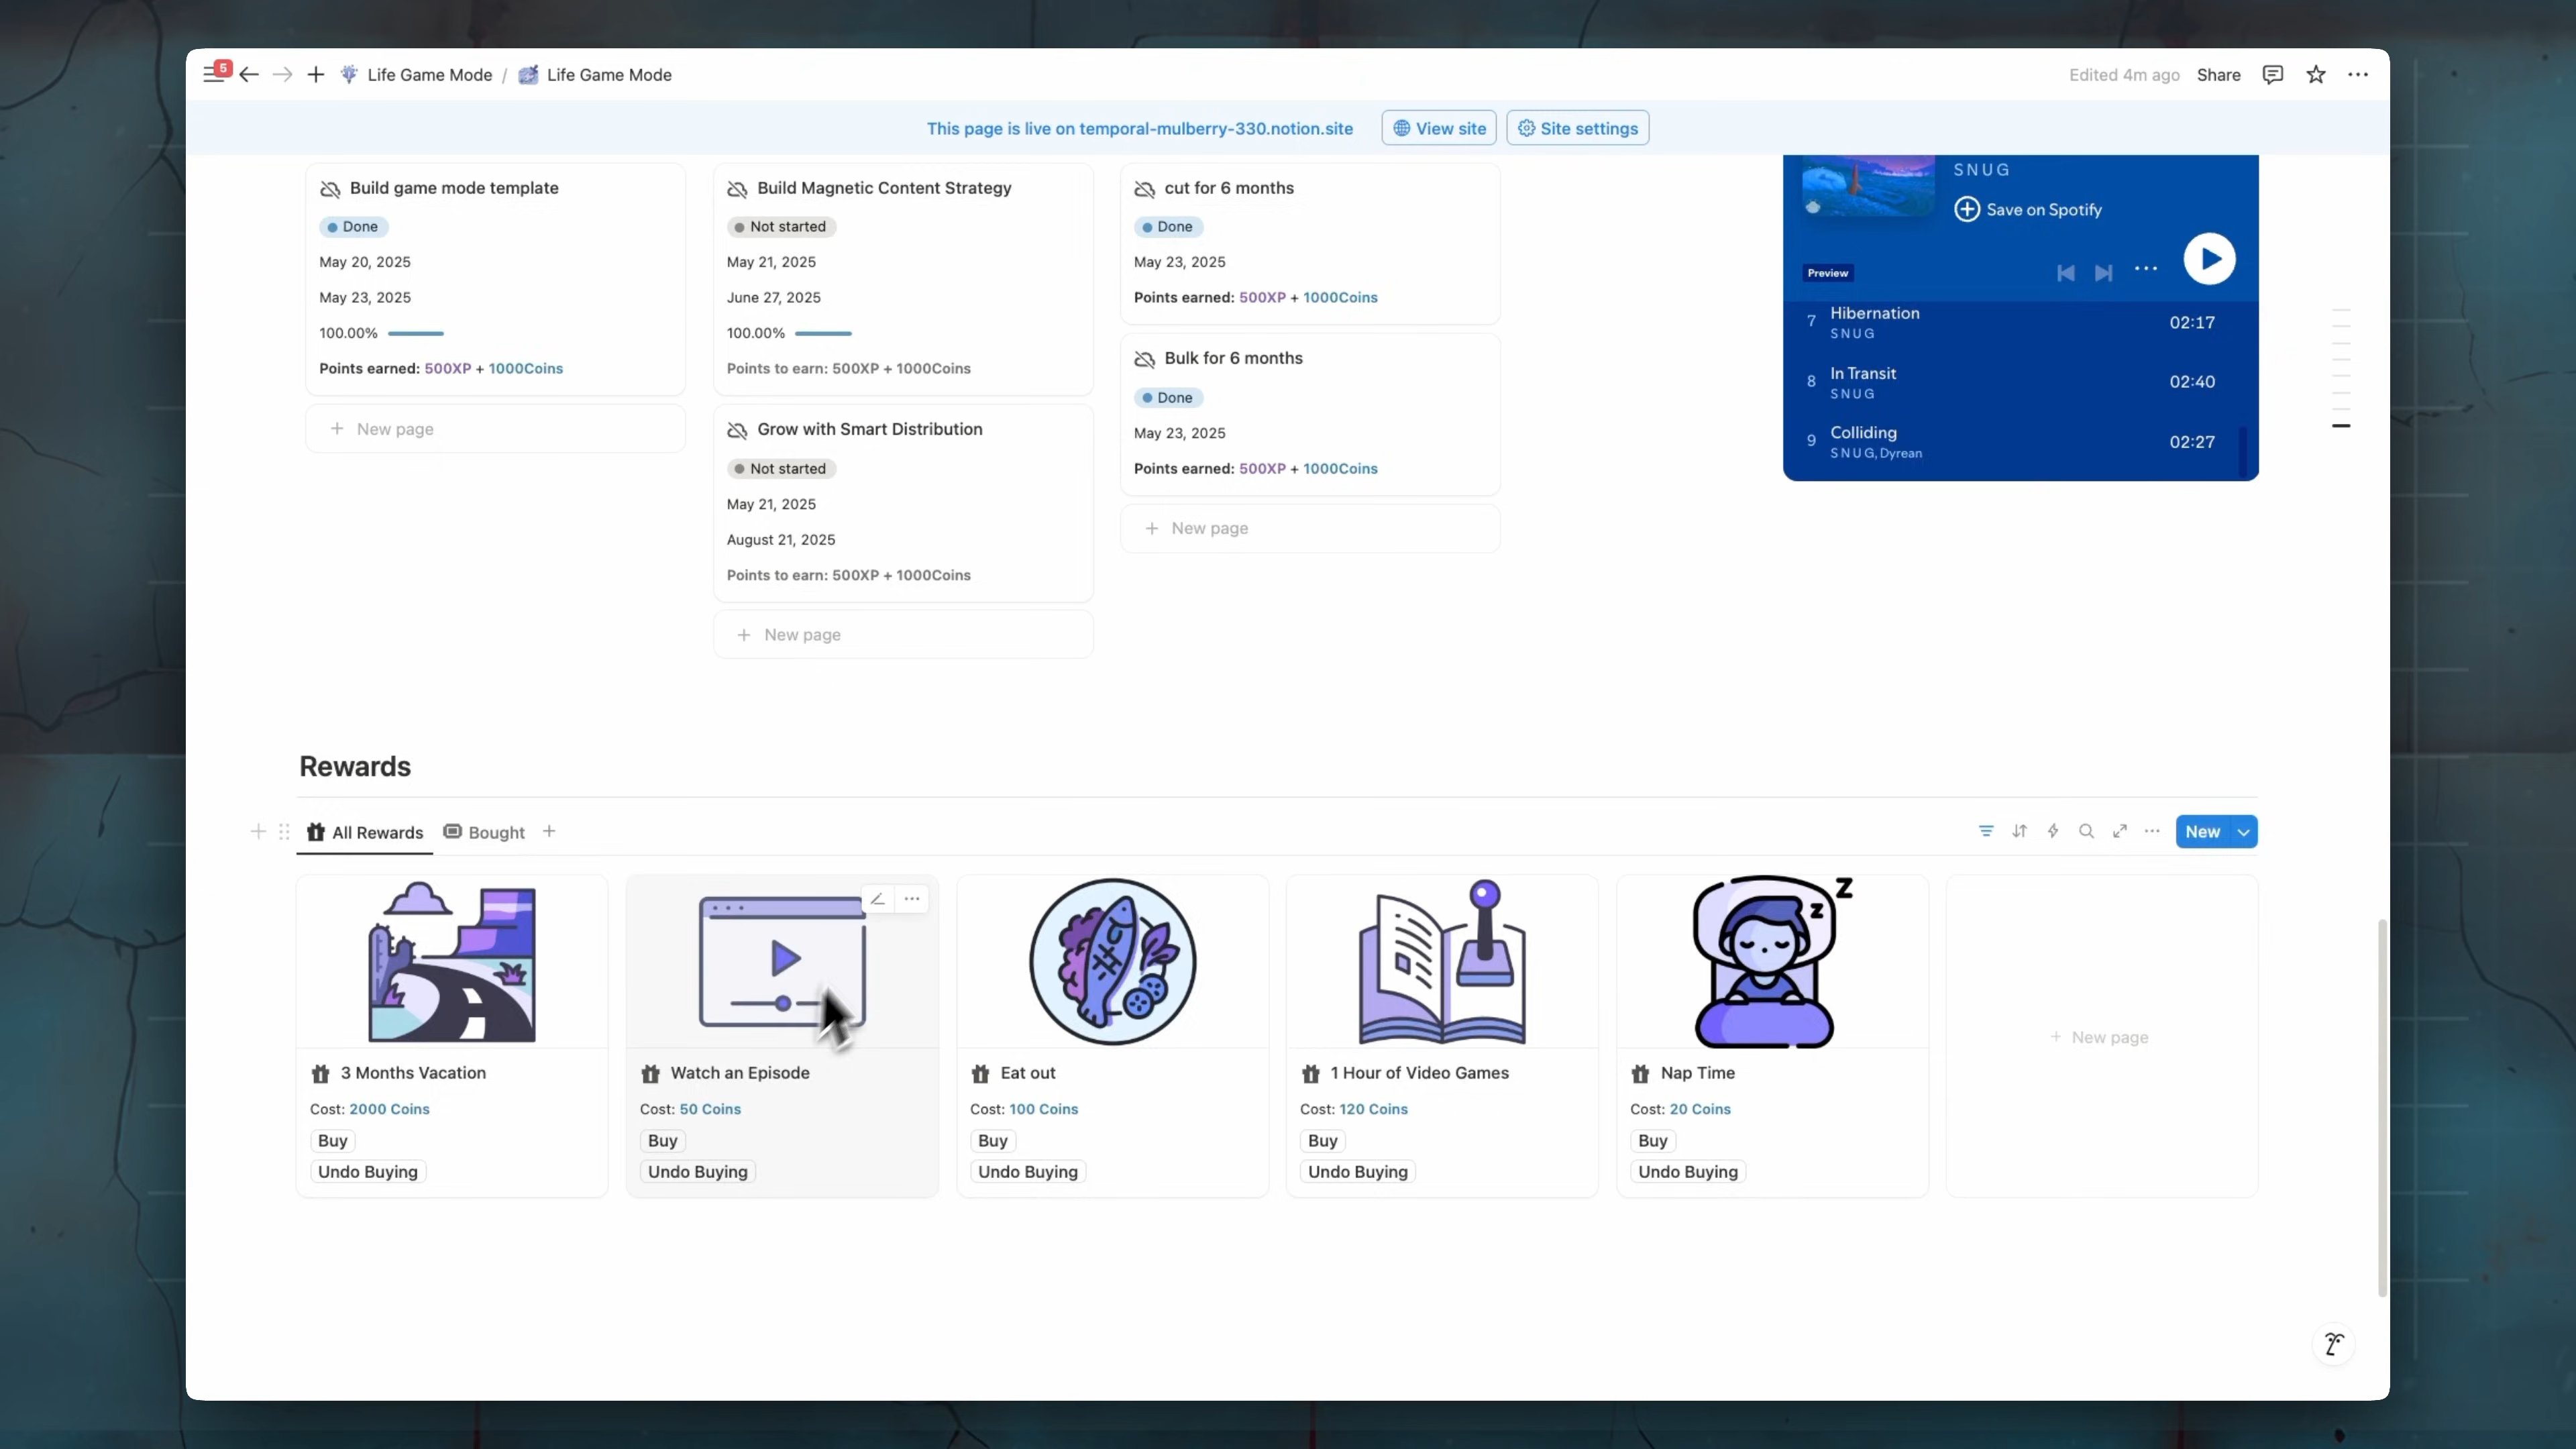 5
Life Game Mode / Life Game Mode
Edited 4m ago
Share
This page is live on temporal-mulberry-330.notion.site
View site
Site settings
Build game mode template
Done
May 20, 2025
May 23, 2025
100.00%
Points earned: 500XP + 1000Coins
+ New page
Build Magnetic Content Strategy
Not started
May 21, 2025
June 27, 2025
100.00%
Points to earn: 500XP + 1000Coins
Grow with Smart Distribution
Not started
May 21, 2025
August 21, 2025
Points to earn: 500XP + 1000Coins
+ New page
cut for 6 months
Done
May 23, 2025
Points earned: 500XP + 1000Coins
Bulk for 6 months
Done
May 23, 2025
Points earned: 500XP + 1000Coins
+ New page
SNUG
Save on Spotify
Preview
7 Hibernation 02:17
SNUG
8 In Transit 02:40
SNUG
9 Colliding 02:27
SNUG, Dyrean
Rewards
All Rewards
Bought
New
3 Months Vacation
Cost: 2000 Coins
Buy
Undo Buying
Watch an Episode
Cost: 50 Coins
Buy
Undo Buying
Eat out
Cost: 100 Coins
Buy
Undo Buying
1 Hour of Video Games
Cost: 120 Coins
Buy
Undo Buying
z Z
Nap Time
Cost: 20 Coins
Buy
Undo Buying
+ New page